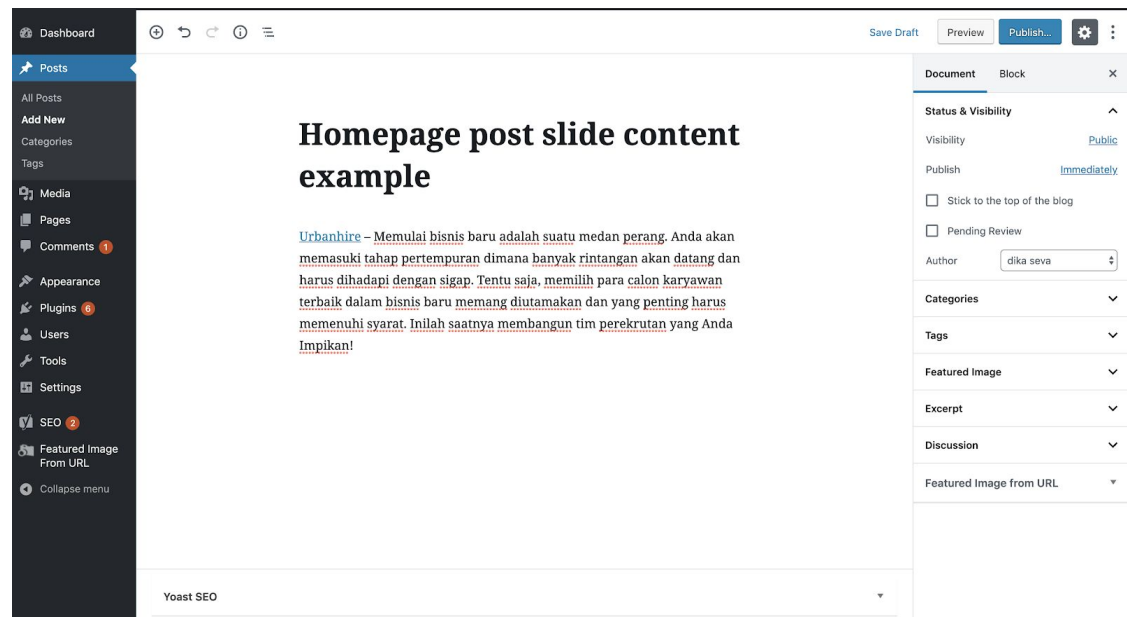 Dashboard
Save Draft
Preview
Publish...
Posts
All Posts
Add New
Categories
Tags
Media
Pages
Comments 1
Appearance
Plugins 6
Users
Tools
Settings
SEO 2
Featured Image
From URL
Collapse menu
Homepage post slide content
example
Urbanhire – Memulai bisnis baru adalah suatu medan perang. Anda akan
memasuki tahap pertempuran dimana banyak rintangan akan datang dan
harus dihadapi dengan sigap. Tentu saja, memilih para calon karyawan
terbaik dalam bisnis baru memang diutamakan dan yang penting harus
memenuhi syarat. Inilah saatnya membangun tim perekrutan yang Anda
Impikan!
Yoast SEO
Document Block
Status & Visibility
Visibility Public
Publish Immediately
Stick to the top of the blog
Pending Review
Author dika seva
Categories
Tags
Featured Image
Excerpt
Discussion
Featured Image from URL